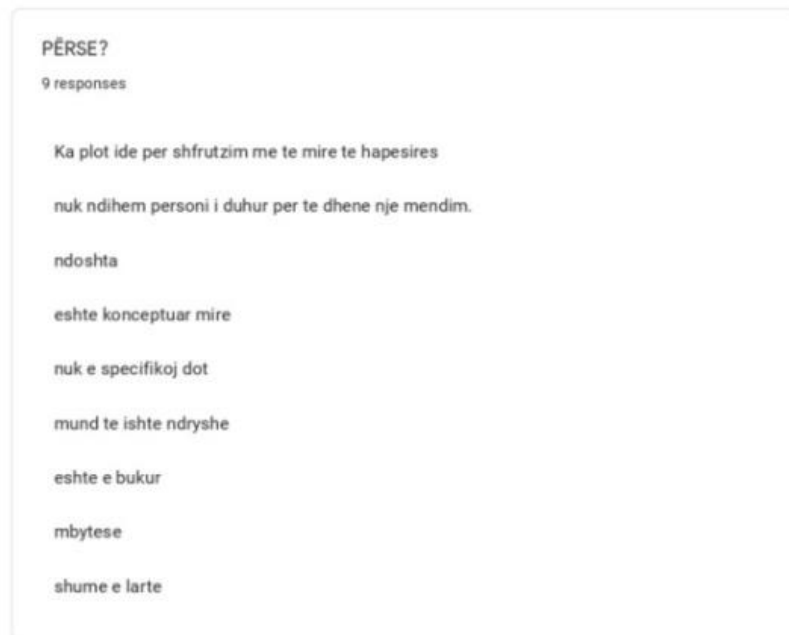 PËRSE?
9 responses
Ka plot ide per shfrutzim me te mire te hapesires
nuk ndihem personi i duhur per te dhene nje mendim.
ndoshta
eshte konceptuar mire
nuk e specifikoj dot
mund te ishte ndryshe
eshte e bukur
mbytese
shume e larte